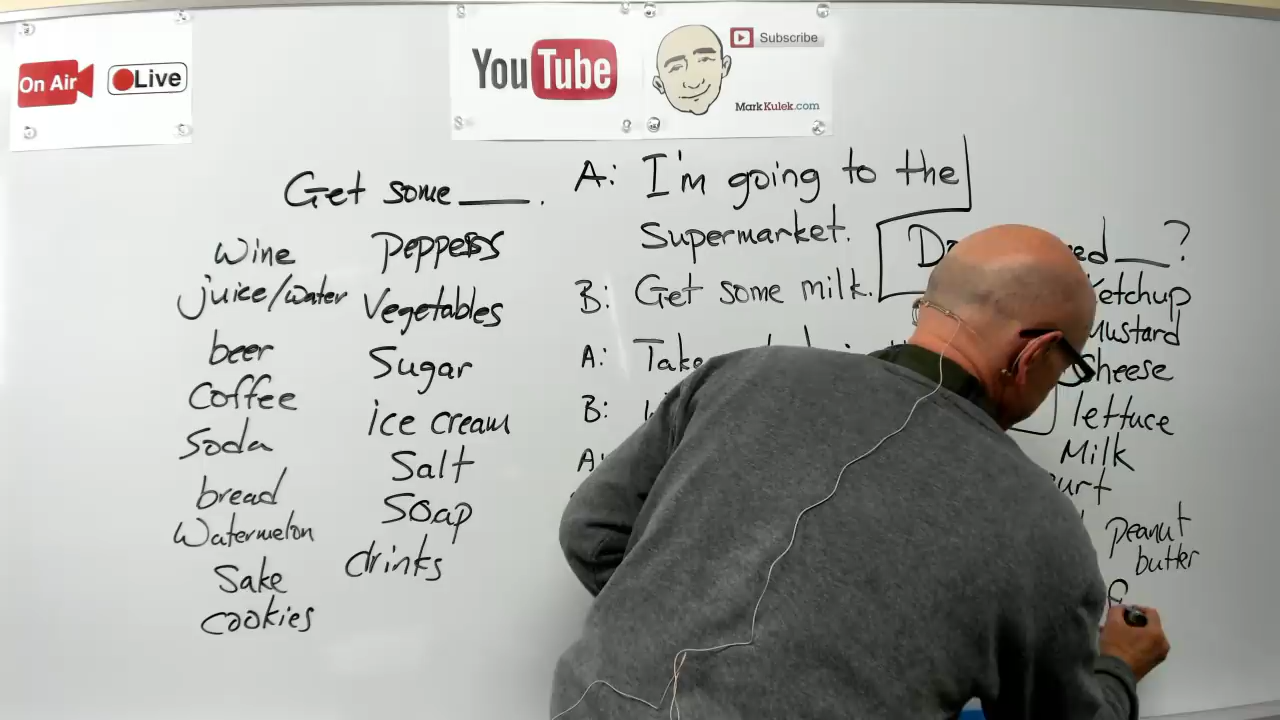 On Air
Live
YouTube
Subscribe
MarkKulek.com
Get some ___.
Wine
juice/water
beer
Coffee
Soda
bread
Watermelon
Sake
cookies
Peppers
Vegetables
Sugar
ice cream
Salt
Soap
drinks
A: I'm going to the
Supermarket.
B: Get some milk.
A:
B:
A:
___?
Ketchup
Mustard
Cheese
lettuce
Milk
peanut
butter